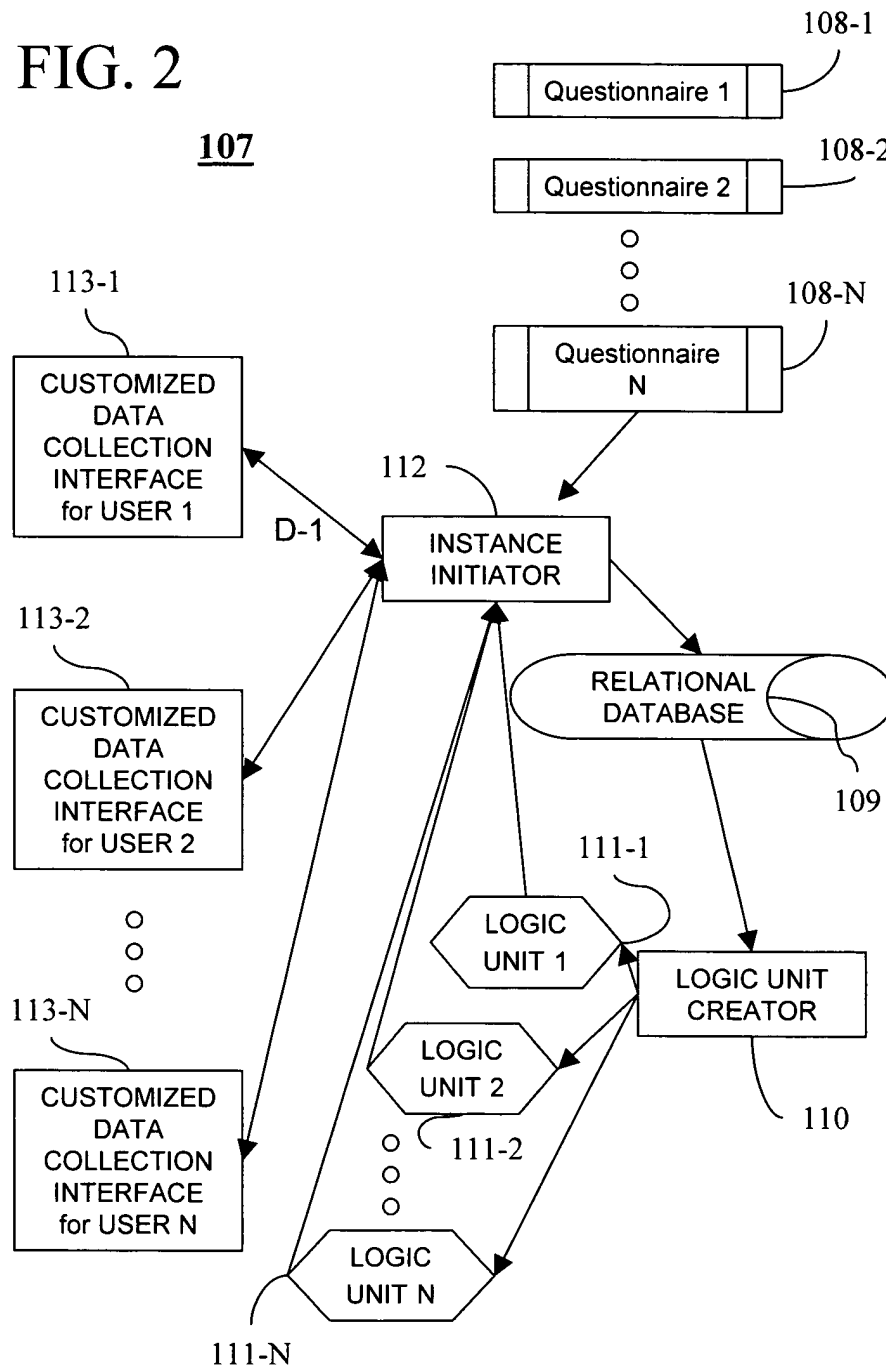 FIG. 2
107
108-1
Questionnaire 1
108-2
Questionnaire 2
108-N
Questionnaire
N
113-1
CUSTOMIZED
DATA
COLLECTION
INTERFACE
for USER 1
D-1
112
INSTANCE
INITIATOR
113-2
CUSTOMIZED
DATA
COLLECTION
INTERFACE
for USER 2
RELATIONAL
DATABASE
109
111-1
LOGIC
UNIT 1
LOGIC UNIT
CREATOR
110
LOGIC
UNIT 2
111-2
113-N
CUSTOMIZED
DATA
COLLECTION
INTERFACE
for USER N
LOGIC
UNIT N
111-N